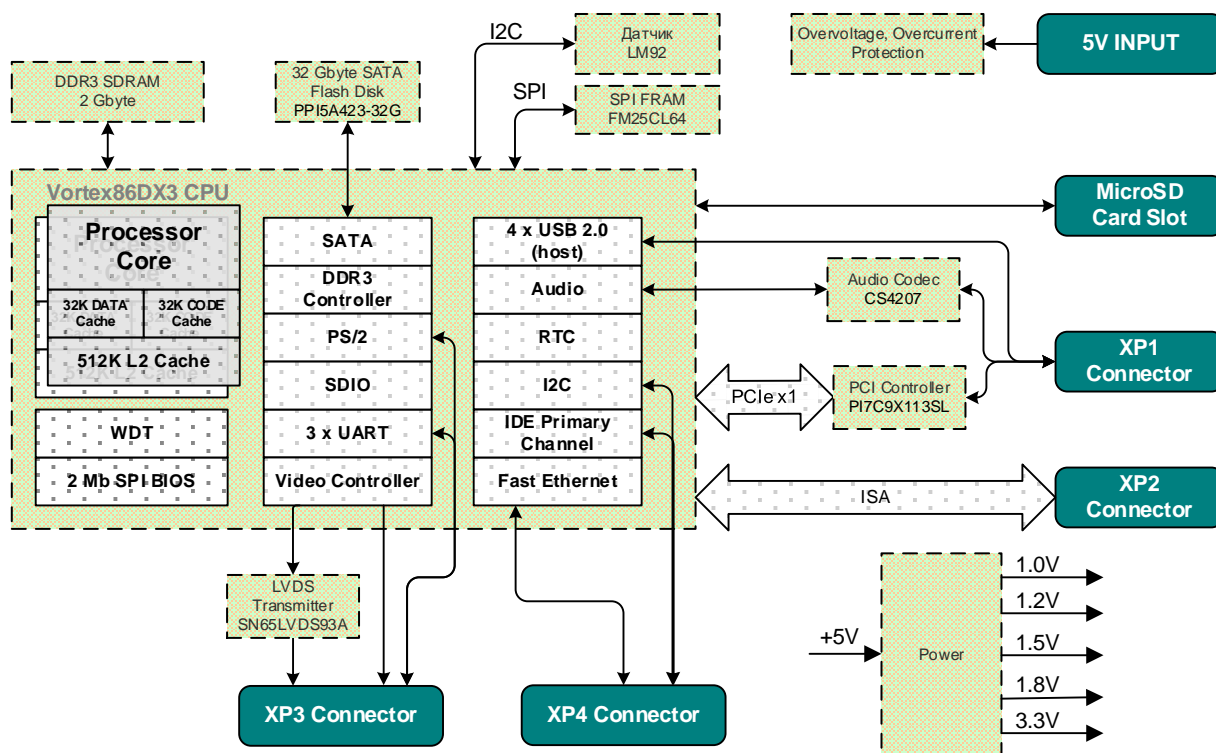 I2C
Датчик
LM92
Overvoltage, Overcurrent
Protection
5V INPUT
DDR3 SDRAM
2 Gbyte
32 Gbyte SATA
Flash Disk
PPI5A423-32G
SPI
SPI FRAM
FM25CL64
Vortex86DX3 CPU
Processor
Core
Processor
Core
32K DATA
Cache
32K CODE
Cache
512K L2 Cache
512K L2 Cache
WDT
2 Mb SPI BIOS
SATA
DDR3
Controller
PS/2
SDIO
3 x UART
Video Controller
4 x USB 2.0
(host)
Audio
RTC
I2C
IDE Primary
Channel
Fast Ethernet
MicroSD
Card Slot
Audio Codec
CS4207
XP1
Connector
PCIe x1
PCI Controller
PI7C9X113SL
ISA
XP2
Connector
LVDS
Transmitter
SN65LVDS93A
XP3 Connector
XP4 Connector
+5V
Power
1.0V
1.2V
1.5V
1.8V
3.3V